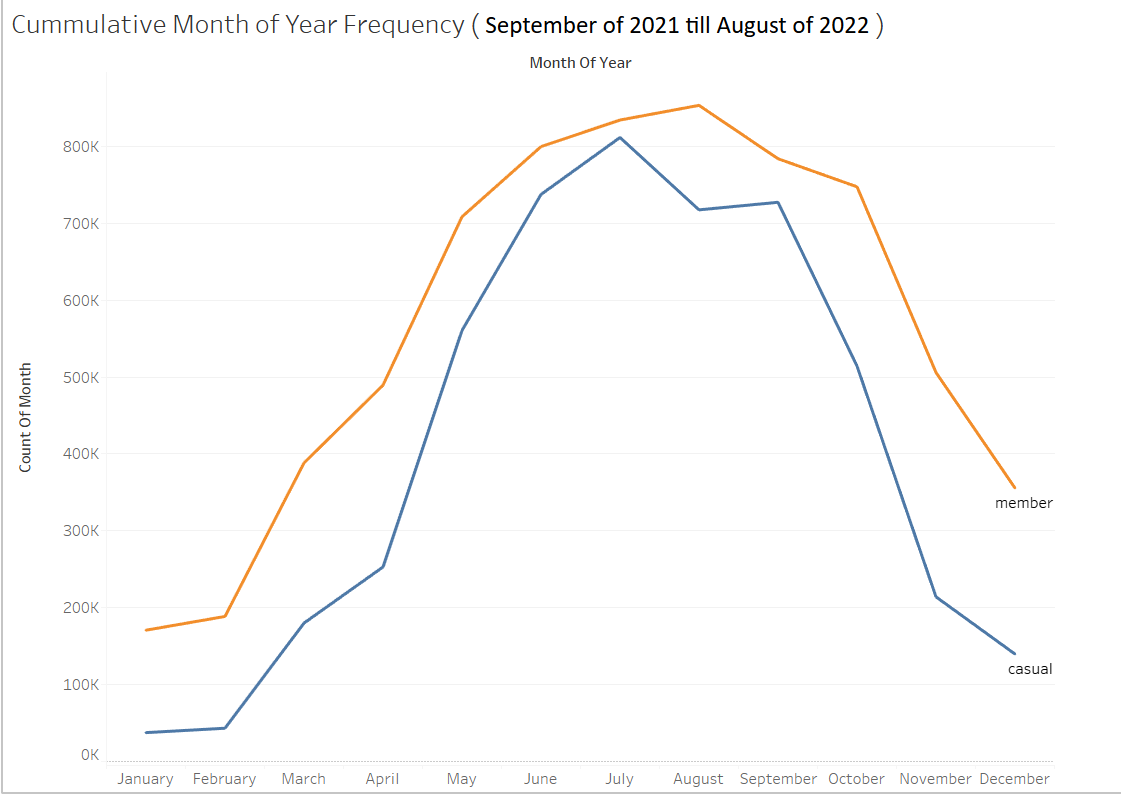 Cummulative Month of Year Frequency ( September of 2021 till August of 2022 )
Month Of Year
Count Of Month
800K
700K
600K
500K
400K
300K
200K
100K
0K
member
casual
January February March April May June July August September October November December